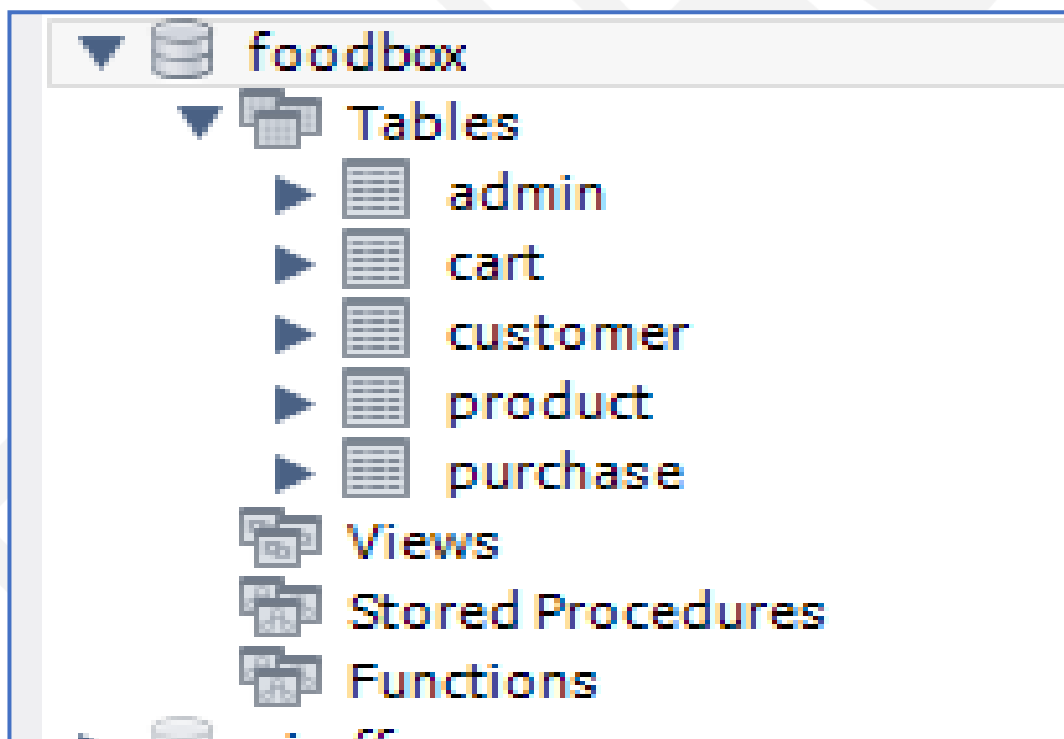 foodbox
Tables
admin
cart
customer
product
purchase
Views
Stored Procedures
Functions